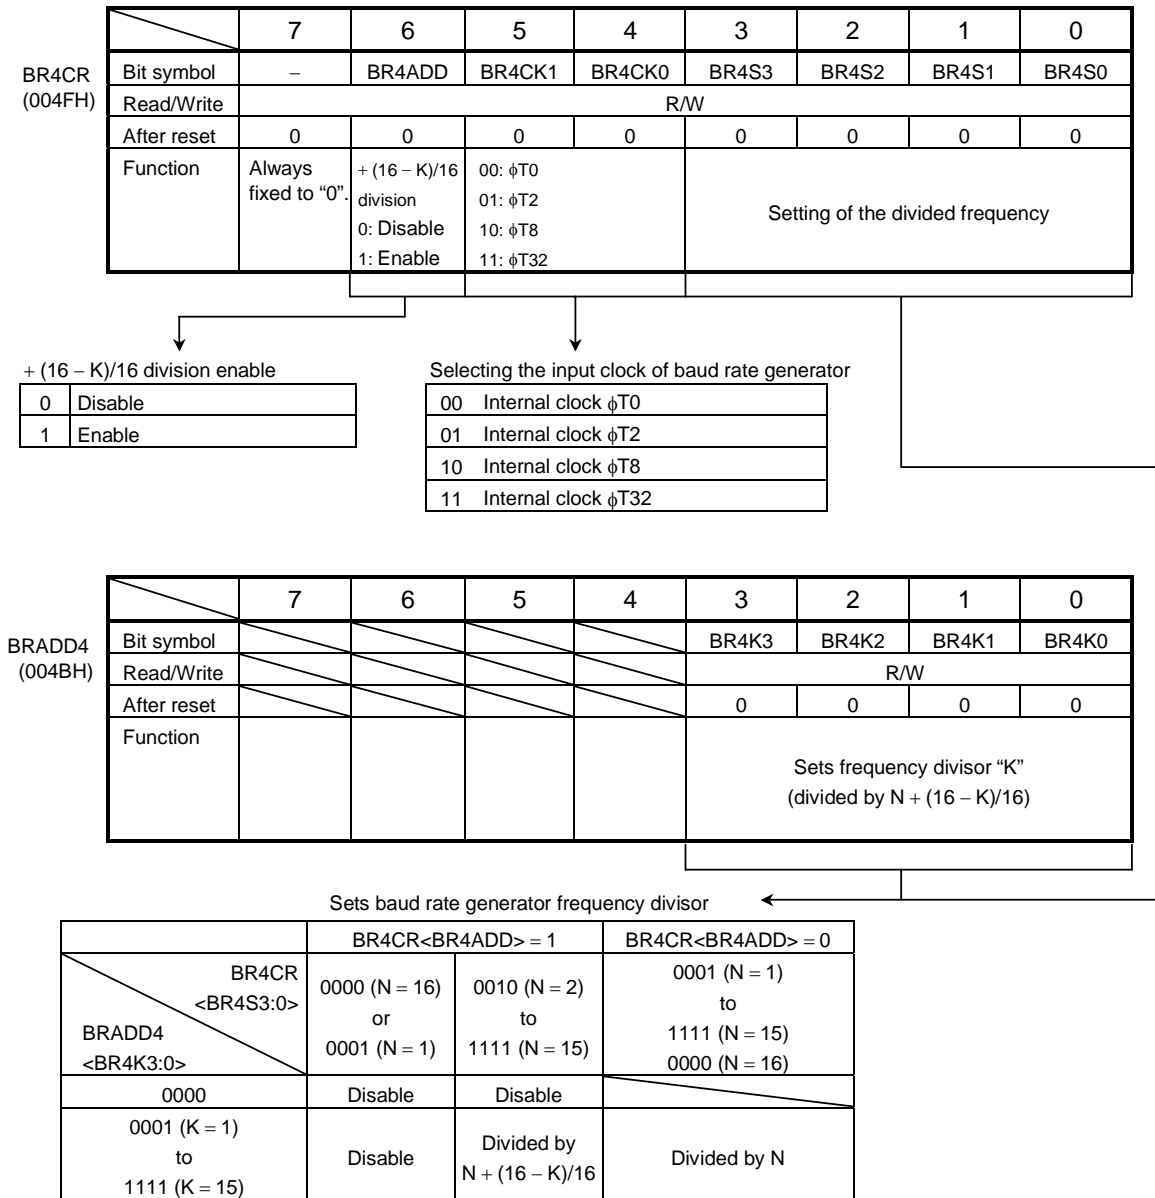 7 6 5 4 3 2 1 0
BR4CR
(004FH)
Bit symbol – BR4ADD BR4CK1 BR4CK0 BR4S3 BR4S2 BR4S1 BR4S0
Read/Write R/W
After reset 0 0 0 0 0 0 0 0
Function
Always
fixed to “0”.
+ (16 − K)/16
division
0: Disable
1: Enable
00: ϕT0
01: ϕT2
10: ϕT8
11: ϕT32
Setting of the divided frequency
+ (16 − K)/16 division enable
0 Disable
1 Enable
Selecting the input clock of baud rate generator
00 Internal clock ϕT0
01 Internal clock ϕT2
10 Internal clock ϕT8
11 Internal clock ϕT32
7 6 5 4 3 2 1 0
BRADD4
(004BH)
Bit symbol BR4K3 BR4K2 BR4K1 BR4K0
Read/Write R/W
After reset 0 0 0 0
Function
Sets frequency divisor “K”
(divided by N + (16 − K)/16)
Sets baud rate generator frequency divisor
BR4CR<BR4ADD> = 1 BR4CR<BR4ADD> = 0
BR4CR
<BR4S3:0>
BRADD4
<BR4K3:0>
0000 (N = 16)
or
0001 (N = 1)
0010 (N = 2)
to
1111 (N = 15)
0001 (N = 1)
to
1111 (N = 15)
0000 (N = 16)
0000 Disable Disable
0001 (K = 1)
to
1111 (K = 15)
Disable
Divided by
N + (16 − K)/16
Divided by N